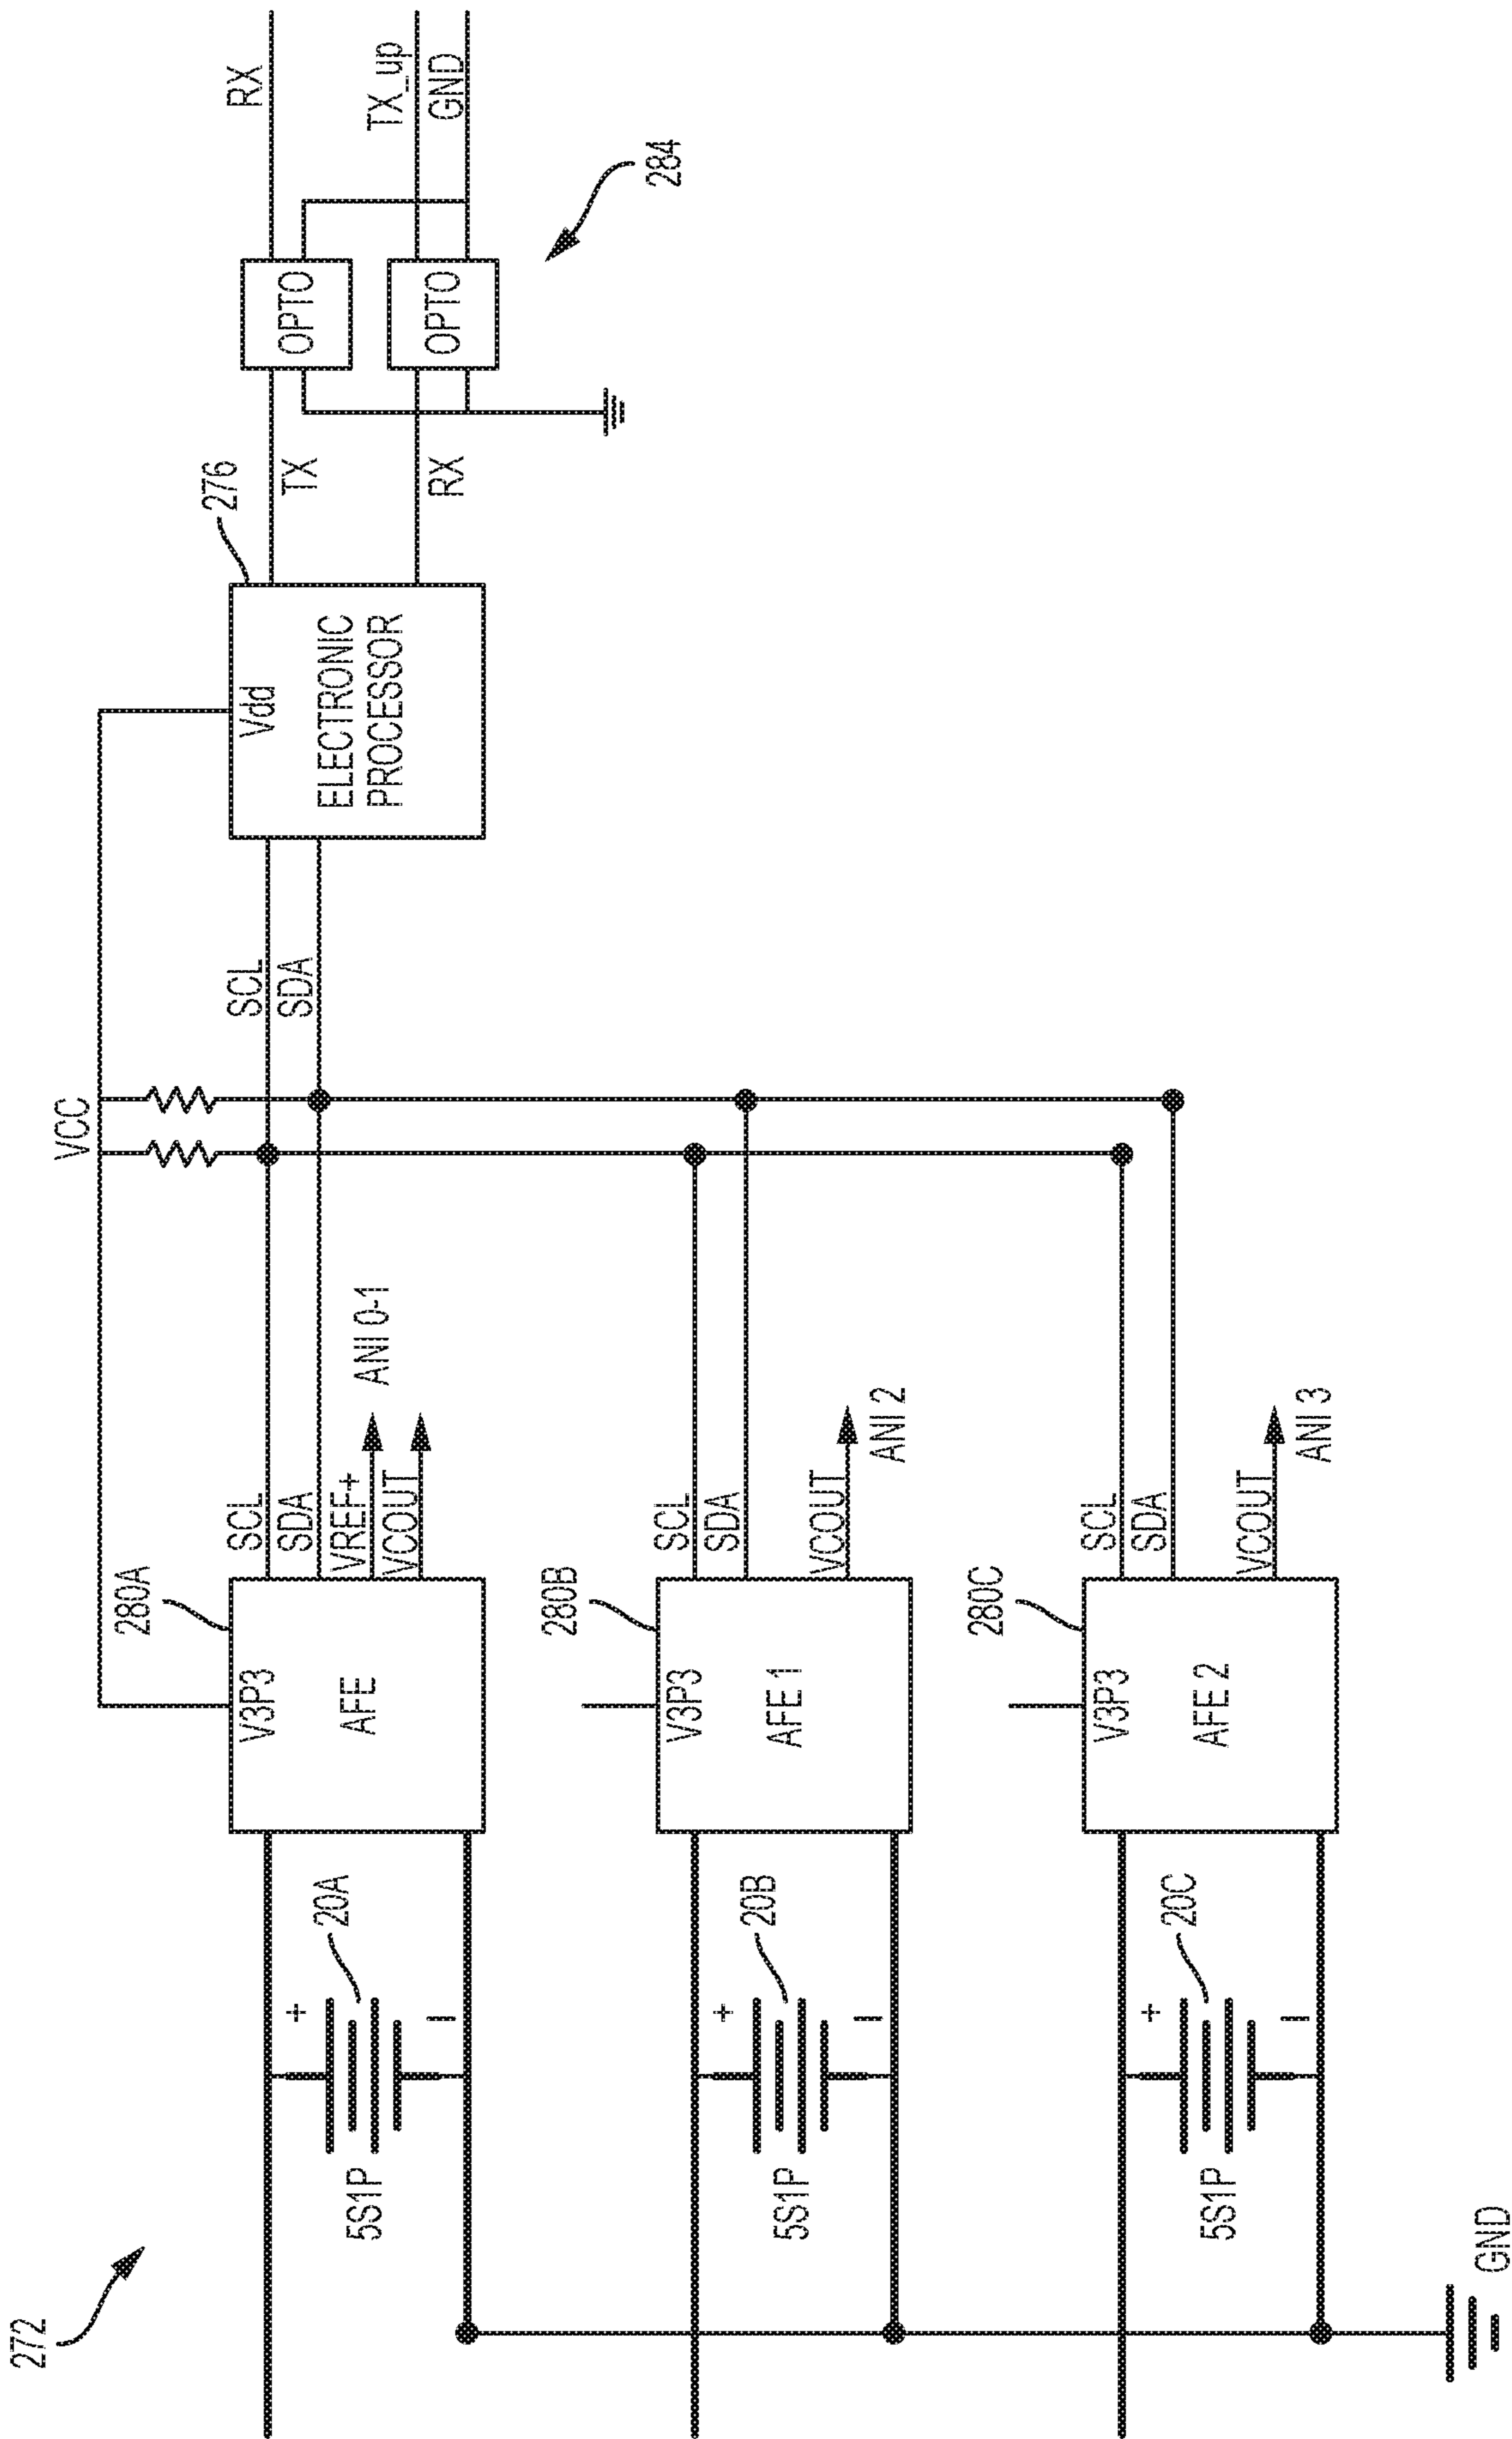 272
VCC
276
RX
TX
OPTO
TX_up
GND
RX
OPTO
284
Vdd
ELECTRONIC
PROCESSOR
SCL
SDA
280A
V3P3
AFE
SCL
SDA
VREF+
VCOUT
ANI 0-1
20A
+
–
5S1P
280B
V3P3
AFE 1
SCL
SDA
VCOUT
ANI 2
20B
+
–
5S1P
280C
V3P3
AFE 2
SCL
SDA
VCOUT
ANI 3
20C
+
–
5S1P
GND